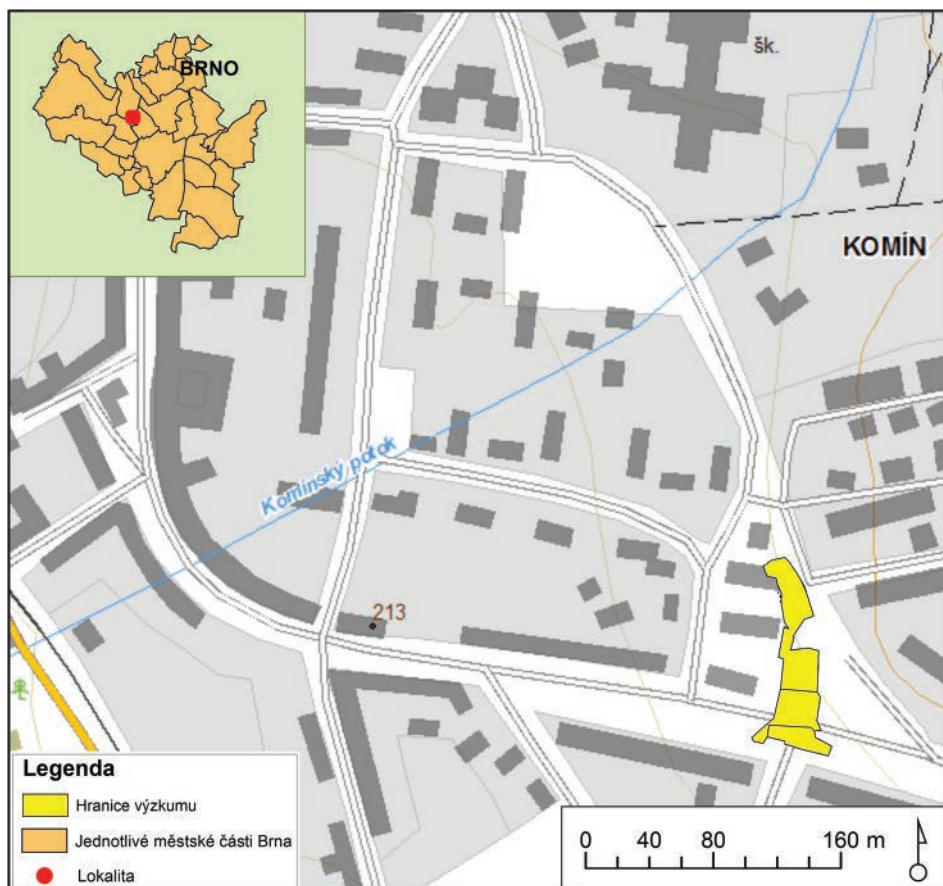 BRNO
šk.
KOMÍN
Komínský potok
213
Legenda
Hranice výzkumu
Jednotlivé městské části Brna
Lokalita
0 40 80 160 m